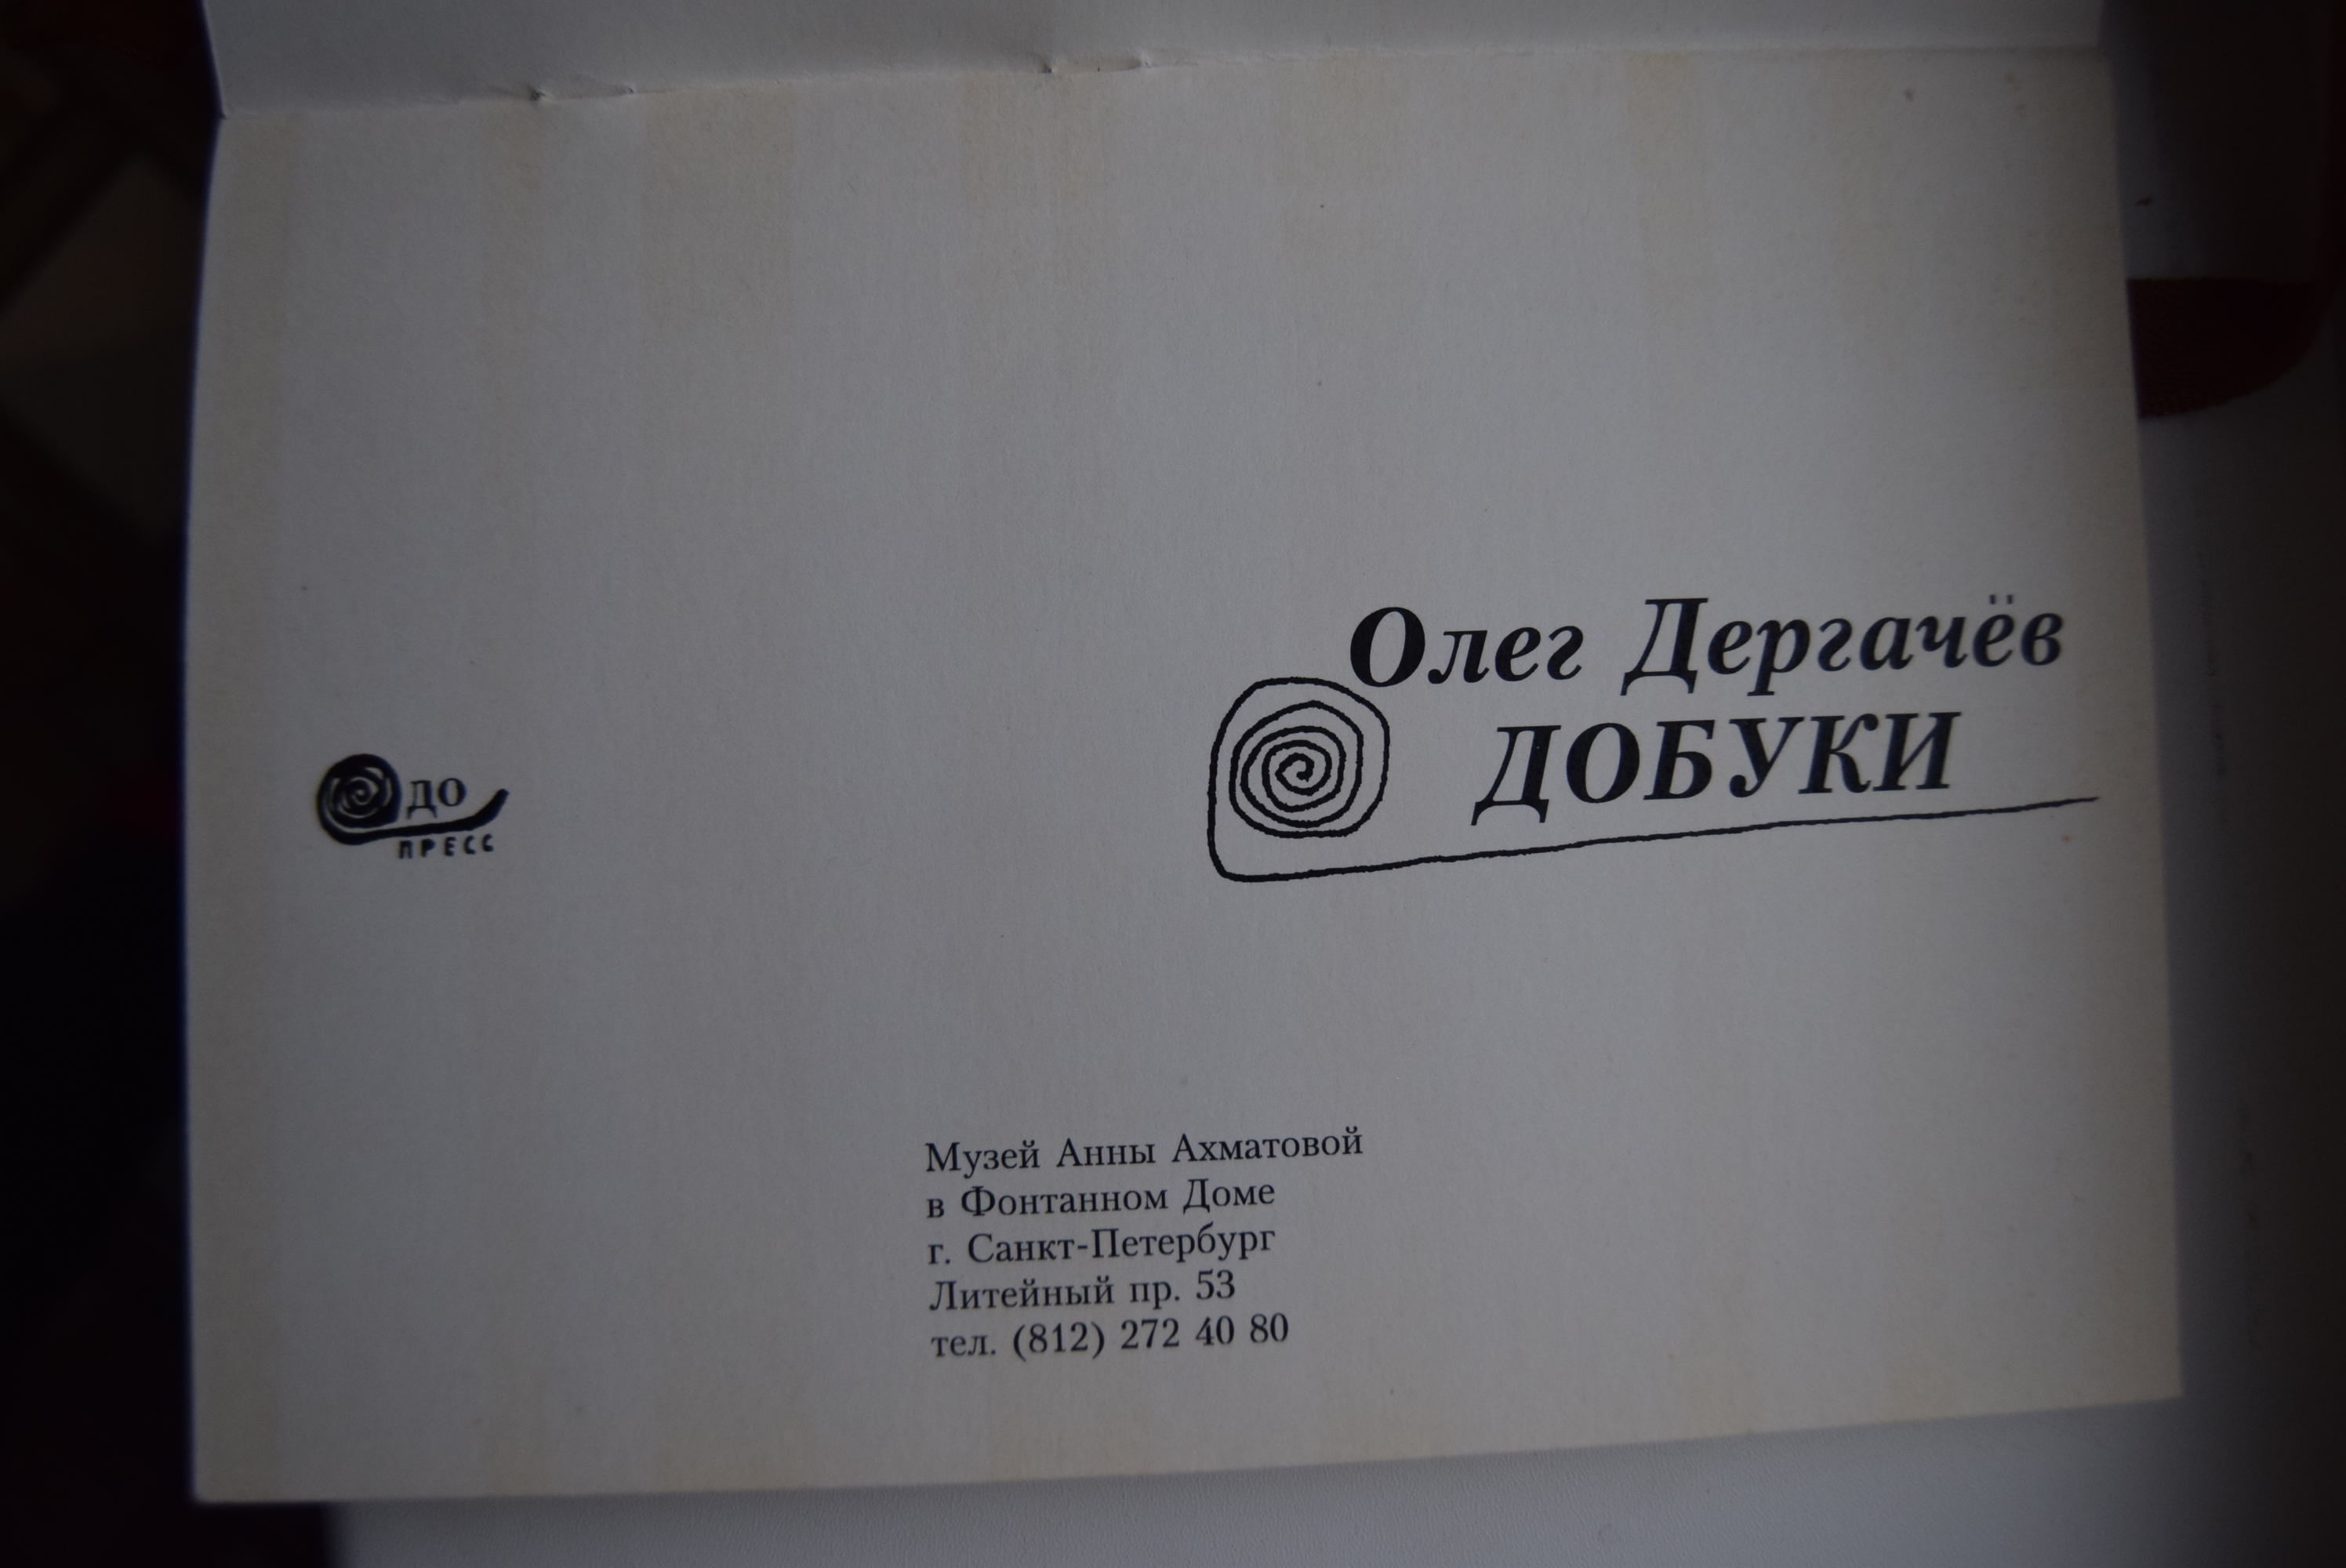 Олег Дергачёв
ДОБУКИ
ДО
ПРЕСС
Музей Анны Ахматовой
в Фонтанном Доме
г. Санкт-Петербург
Литейный пр. 53
тел. (812) 272 40 80